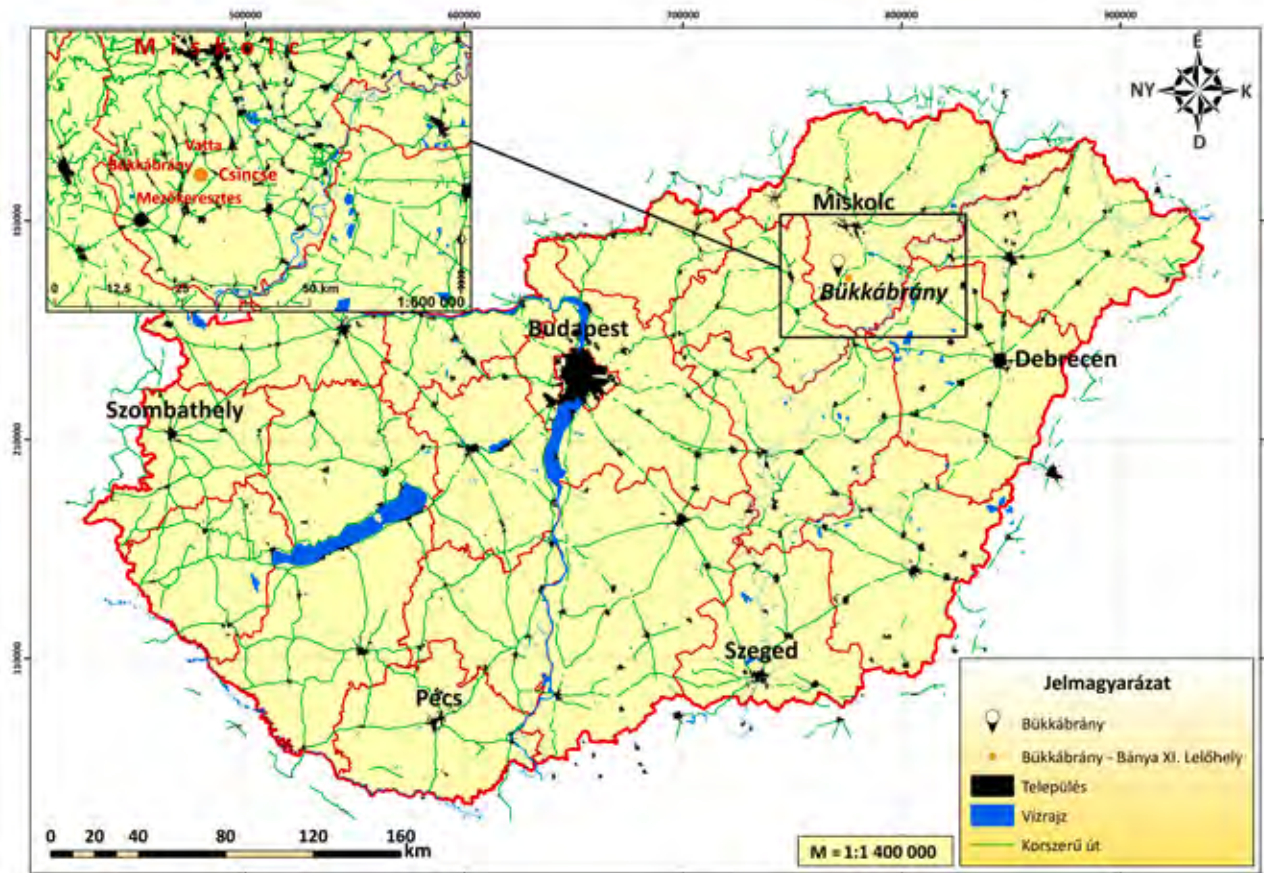 500000 600000 700000 800000 900000
Miskolc
Vatta
Bükkábrány
Csincse
Mezőkeresztes
0 12,5 25 50 km
1:600 000
É
NY K
D
Miskolc
Bükkábrány
Budapest
Debrecen
Szombathely
210000
Szeged
Pécs
110000
Jelmagyarázat
Bükkábrány
Bükkábrány - Bánya XI. Lelőhely
Település
Vízrajz
Korszerű út
0 20 40 80 120 160
km
M = 1:1 400 000